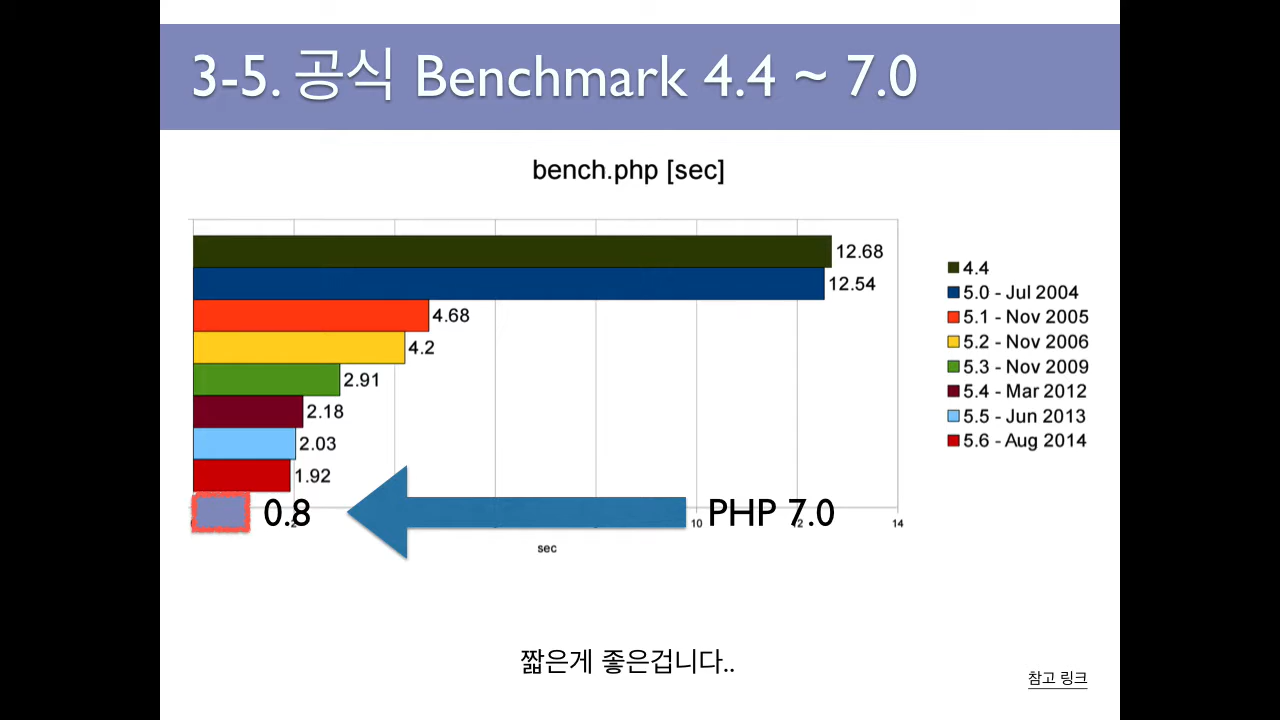 3-5. 공식 Benchmark 4.4 ~ 7.0
bench.php [sec]
12.68
12.54
4.68
4.2
2.91
2.18
2.03
1.92
4.4
5.0 - Jul 2004
5.1 - Nov 2005
5.2 - Nov 2006
5.3 - Nov 2009
5.4 - Mar 2012
5.5 - Jun 2013
5.6 - Aug 2014
0.8
PHP 7.0
10
14
sec
짧은게 좋은겁니다..
참고 링크